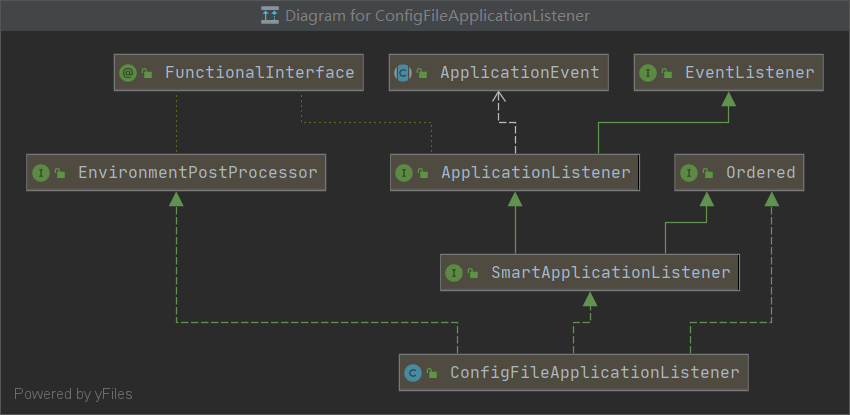 Diagram for ConfigFileApplicationListener
@ FunctionalInterface
C ApplicationEvent
I EventListener
I EnvironmentPostProcessor
I ApplicationListener
I Ordered
I SmartApplicationListener
C ConfigFileApplicationListener
Powered by yFiles